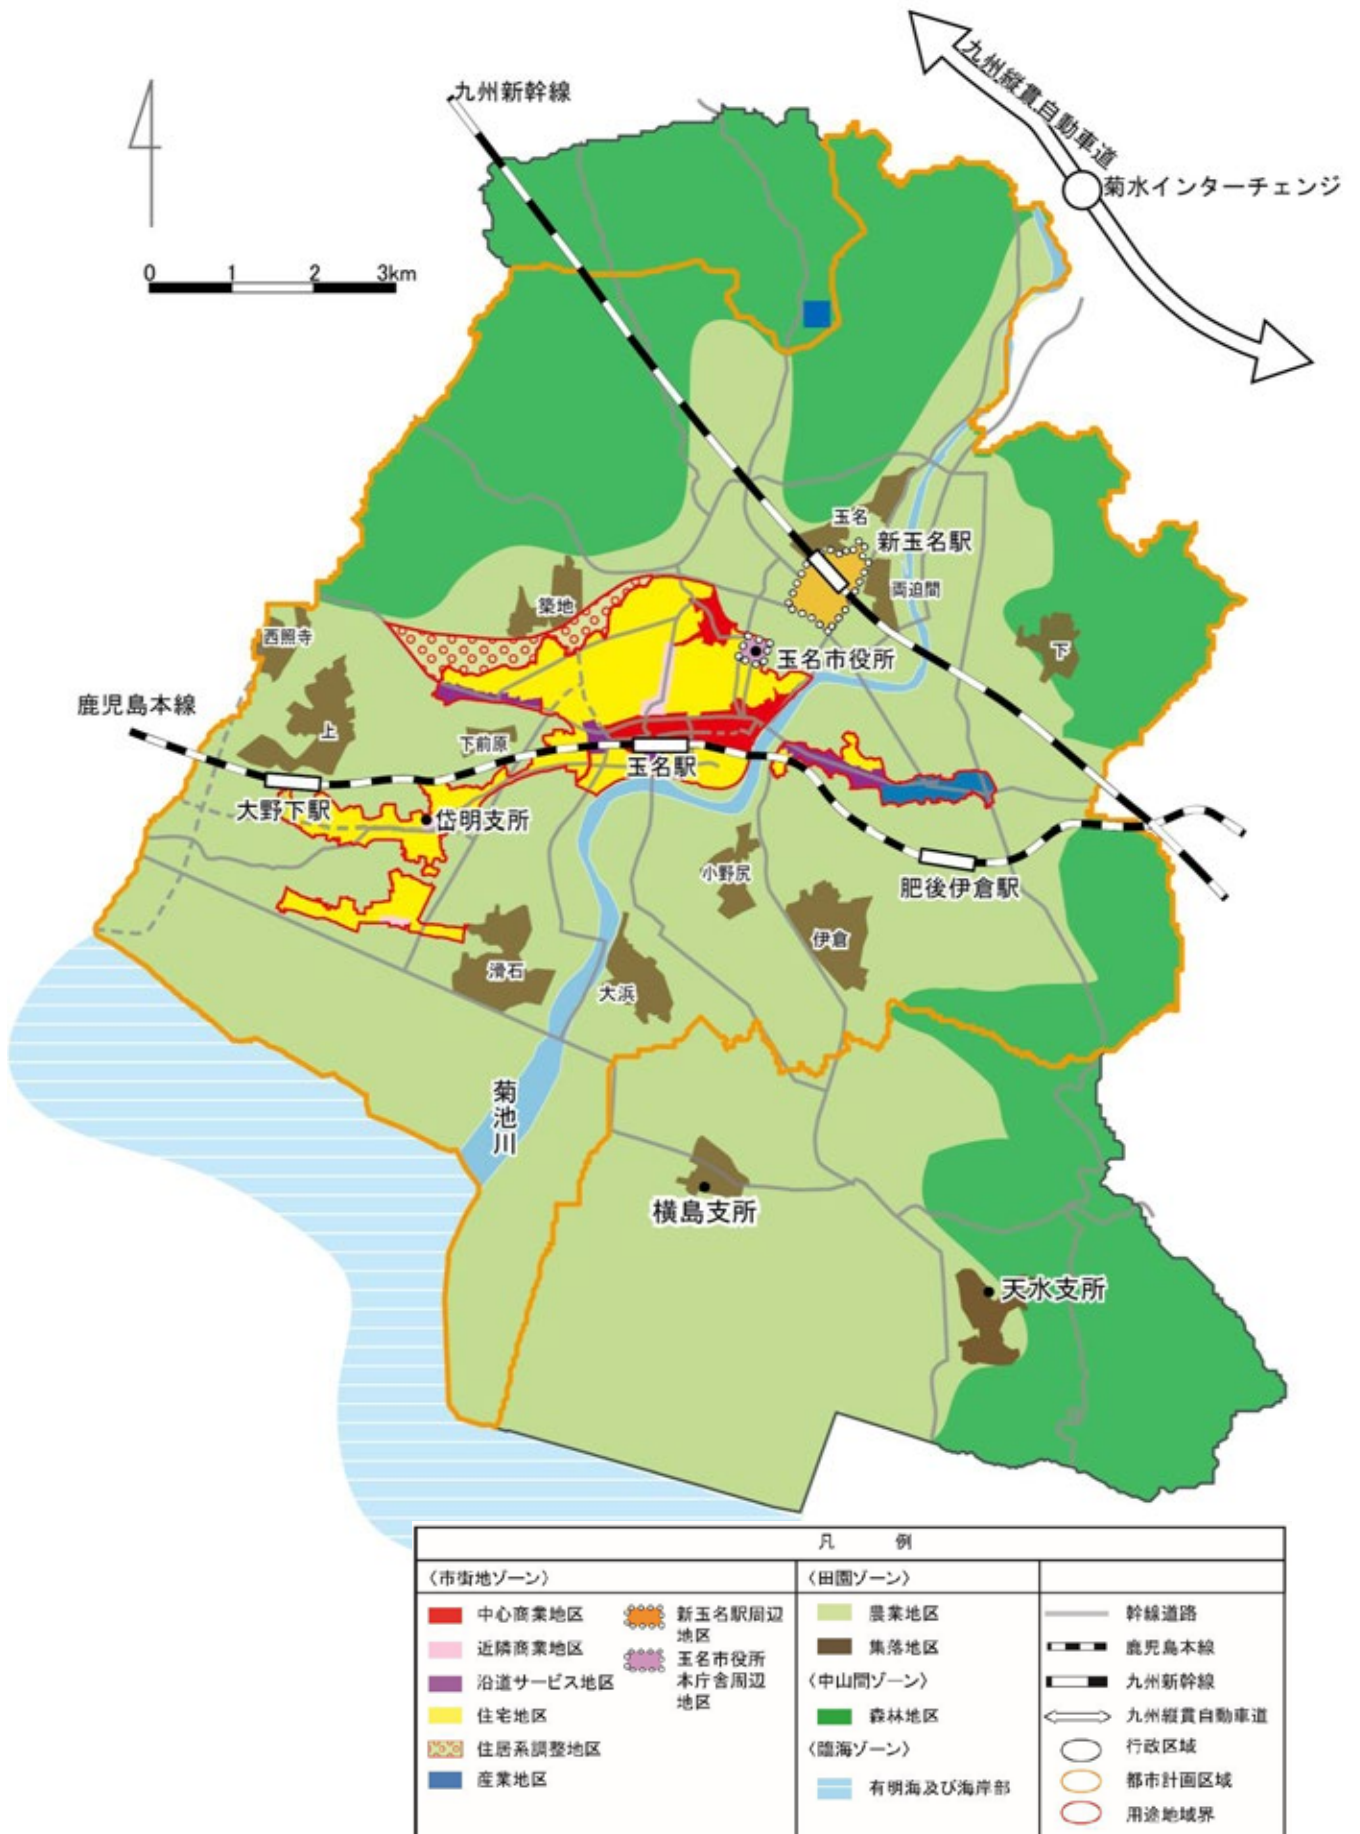 九州新幹線
九州縦貫自動車道
菊水インターチェンジ
0 1 2 3km
玉名
新玉名駅
両迫間
築地
西照寺
下
玉名市役所
上
鹿児島本線
下前原
玉名駅
大野下駅
岱明支所
小野尻
肥後伊倉駅
伊倉
滑石
大浜
菊池川
横島支所
天水支所
凡 例
〈市街地ゾーン〉
中心商業地区
近隣商業地区
沿道サービス地区
住宅地区
住居系調整地区
産業地区
新玉名駅周辺
地区
玉名市役所
本庁舎周辺
地区
〈田園ゾーン〉
農業地区
集落地区
〈中山間ゾーン〉
森林地区
〈臨海ゾーン〉
有明海及び海岸部
幹線道路
鹿児島本線
九州新幹線
九州縦貫自動車道
行政区域
都市計画区域
用途地域界